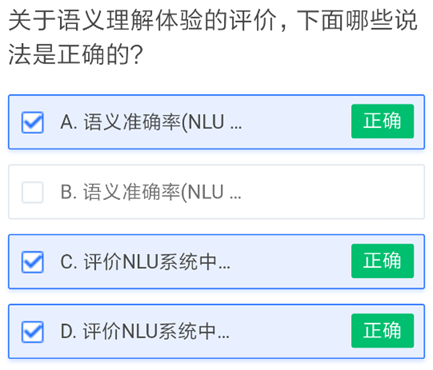 关于语义理解体验的评价，下面哪些说
法是正确的？
A. 语义准确率(NLU ... 正确
B. 语义准确率(NLU ...
C. 评价NLU系统中... 正确
D. 评价NLU系统中... 正确